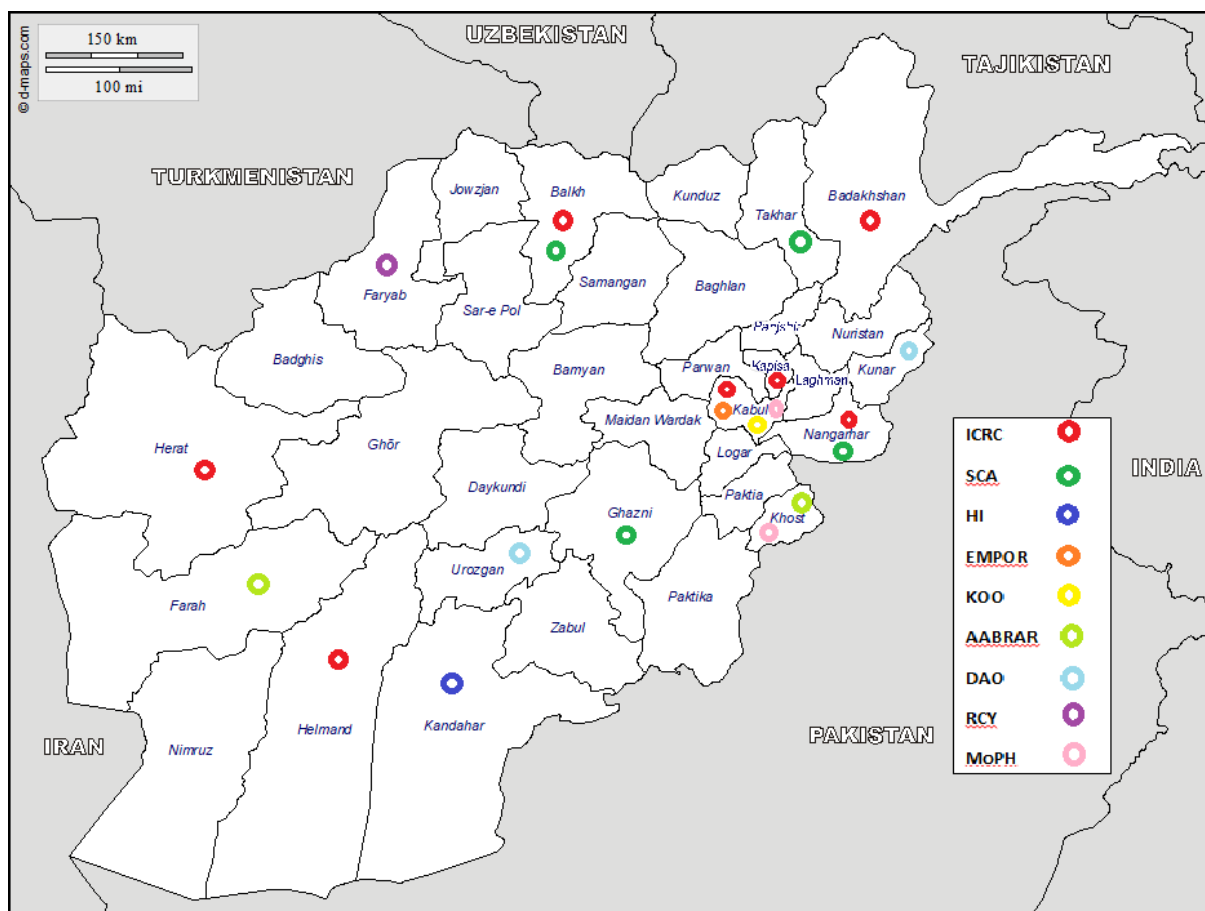 150 km
100 mi
© d-maps.com
UZBEKISTAN
TAJIKISTAN
TURKMENISTAN
Jowzjan
Balkh
Kunduz
Takhar
Badakhshan
Faryab
Sar-e Pol
Samangan
Baghlan
Panjshir
Nuristan
Badghis
Bamyan
Parwan
Kapisa
Laghman
Kunar
Maidan Wardak
Kabul
Nangarhar
Herat
Ghōr
Logar
INDIA
Daykundi
Ghazni
Paktia
Khost
Urozgan
Farah
Zabul
Paktika
Kandahar
Helmand
Nimruz
IRAN
PAKISTAN
ICRC
SCA
HI
EMPOR
KOO
AABRAR
DAO
RCY
MoPH